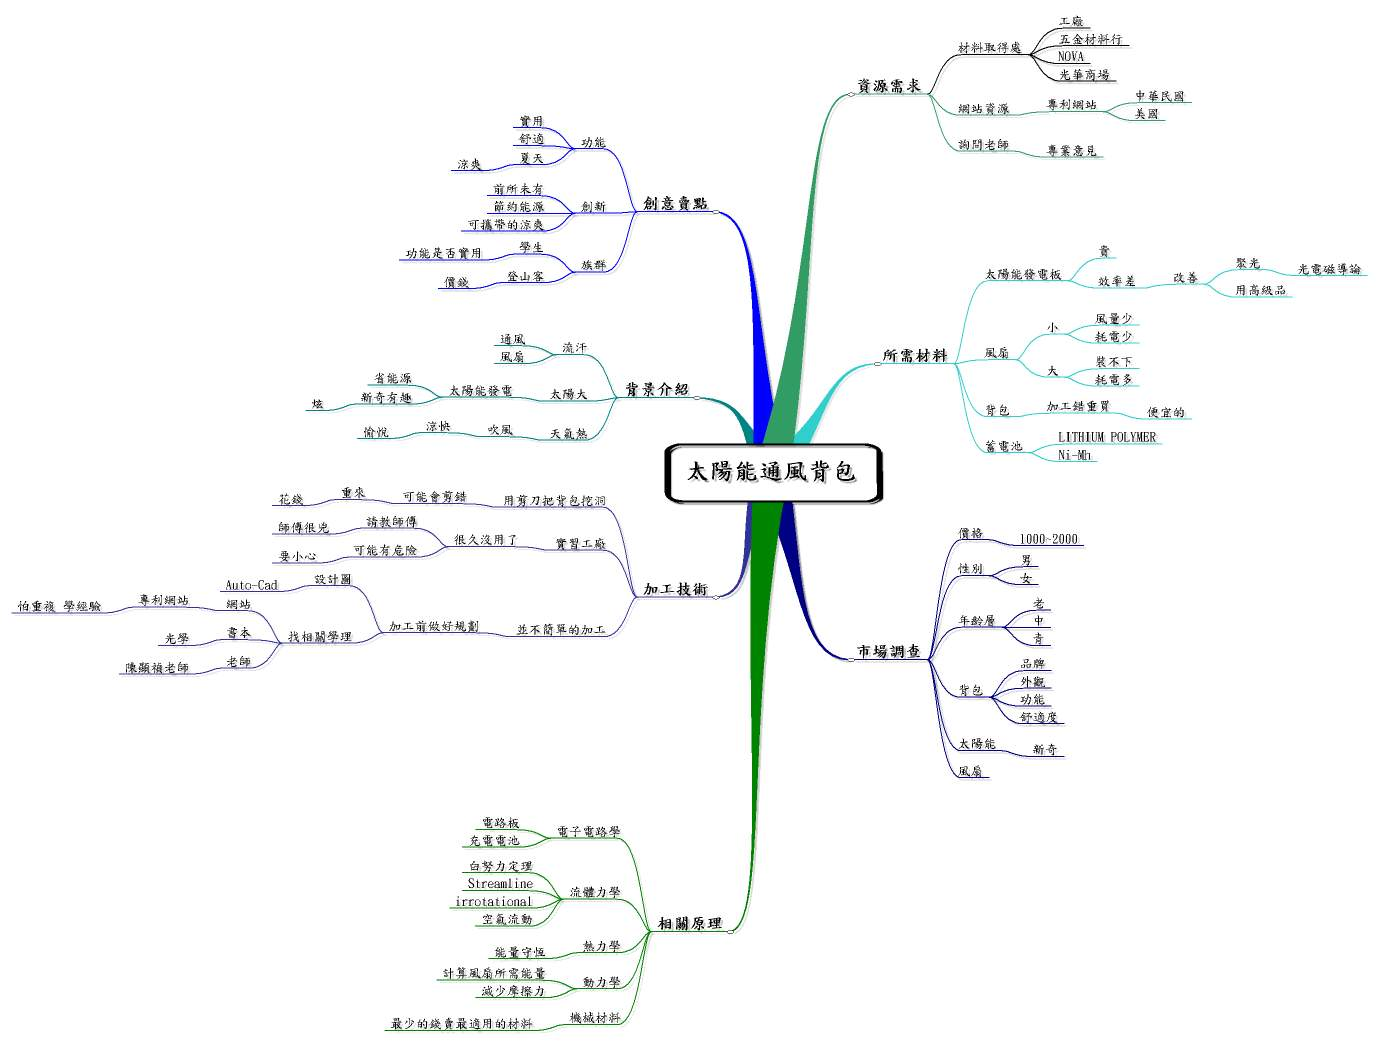 太陽能通風背包
資源需求
材料取得處
工廠
五金材料行
NOVA
光華商場
網站資源
專利網站
中華民國
美國
詢問老師
專業意見
所需材料
太陽能發電板
貴
效率差
改善
聚光
光電磁導論
用高級品
風扇
小
風量少
耗電少
大
裝不下
耗電多
背包
加工錯重買
便宜的
蓄電池
LITHIUM POLYMER
Ni-Mh
市場調查
價格
1000~2000
性別
男
女
年齡層
老
中
青
背包
品牌
外觀
功能
舒適度
太陽能
新奇
風扇
創意賣點
功能
實用
舒適
夏天
涼爽
創新
前所未有
節約能源
可攜帶的涼爽
族群
學生
功能是否實用
登山客
價錢
背景介紹
流汗
通風
風扇
太陽大
太陽能發電
省能源
新奇有趣
炫
天氣熱
吹風
涼快
愉悅
加工技術
用剪刀把背包挖洞
可能會剪錯
重來
花錢
實習工廠
很久沒用了
請教師傅
師傅很兇
可能有危險
要小心
並不簡單的加工
加工前做好規劃
設計圖
Auto-Cad
找相關學理
網站
專利網站
怕重複 學經驗
書本
光學
老師
陳顯禎老師
相關原理
電子電路學
電路板
充電電池
流體力學
白努力定理
Streamline
irrotational
空氣流動
熱力學
能量守恆
動力學
計算風扇所需能量
減少摩擦力
機械材料
最少的錢賣最適用的材料